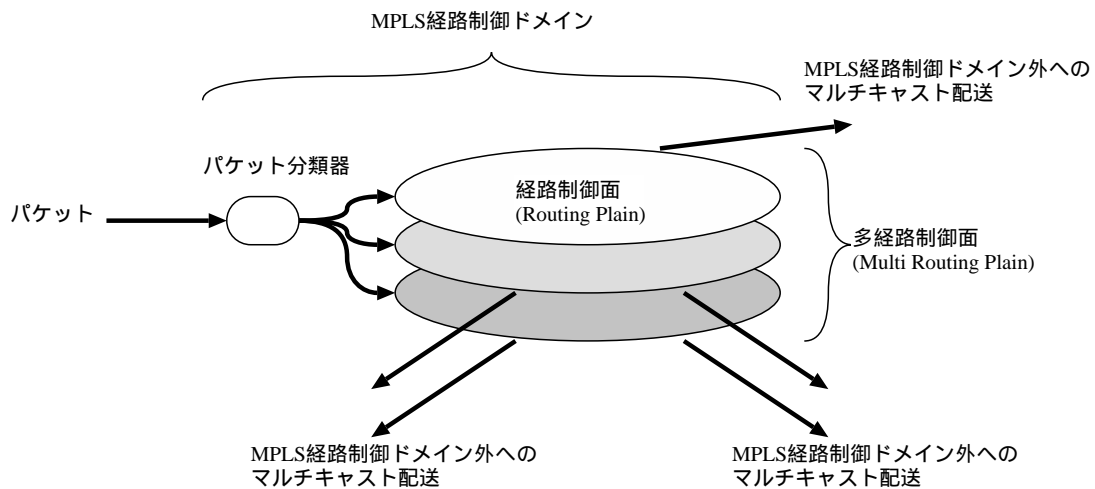 MPLS経路制御ドメイン
MPLS経路制御ドメイン外への
マルチキャスト配送
パケット分類器
経路制御面
(Routing Plain)
パケット
多経路制御面
(Multi Routing Plain)
MPLS経路制御ドメイン外への
マルチキャスト配送
MPLS経路制御ドメイン外への
マルチキャスト配送